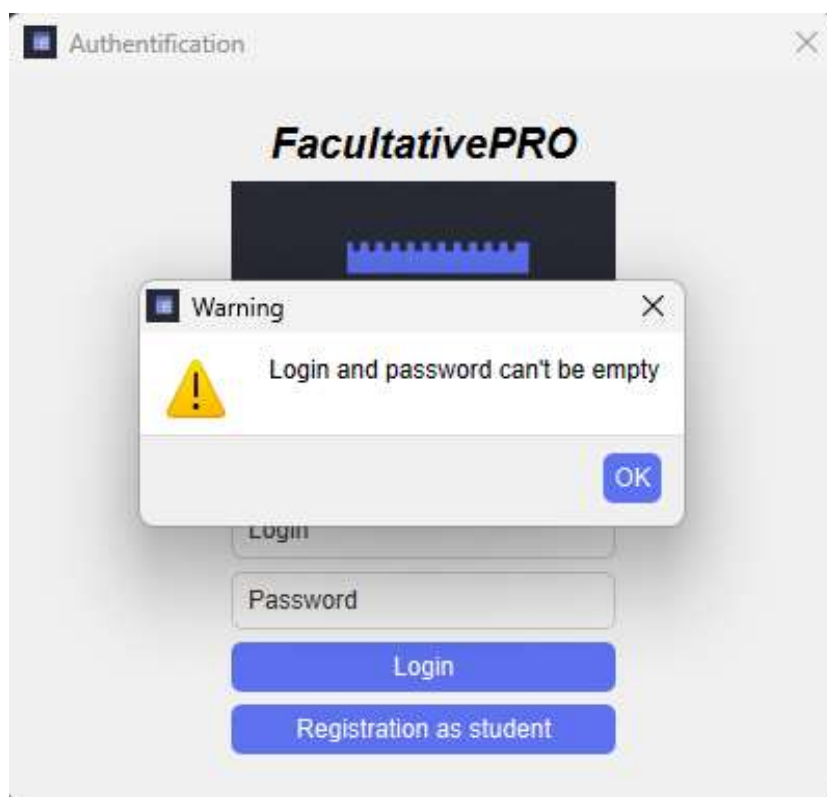 Authentification
FacultativePRO
Warning
Login and password can't be empty
OK
Login
Password
Login
Registration as student